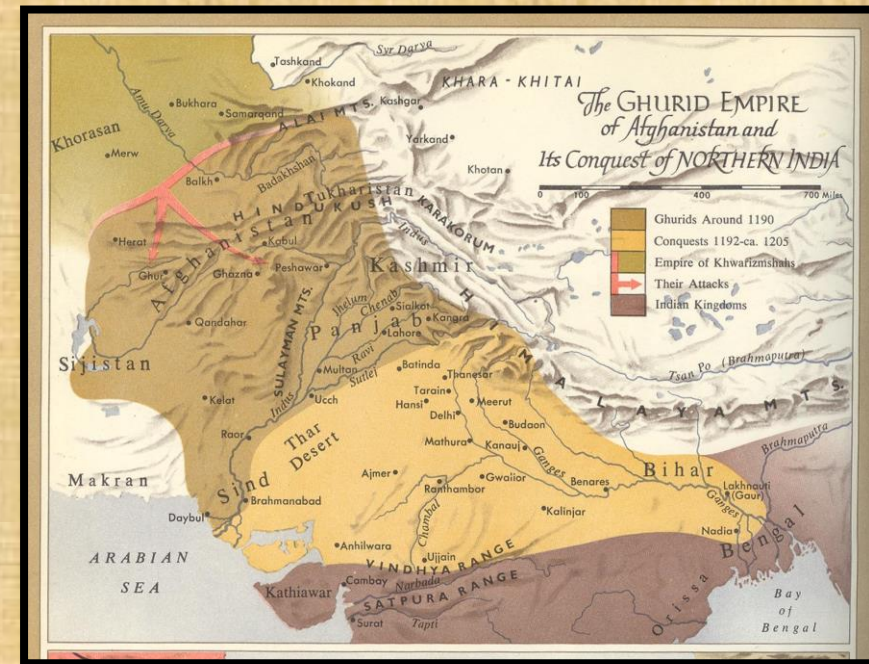 The GHURID EMPIRE
of Afghanistan and
Its Conquest of NORTHERN INDIA
0 100 400 700 Miles
Ghurids Around 1190
Conquests 1192-ca. 1205
Empire of Khwarizmshahs
Their Attacks
Indian Kingdoms
Syr Darya
Tashkand
Khokand
KHARA - KHITAI
Amu Darya
Bukhara
Samarqand
ALAI MTS.
Kashgar
Khorasan
Yarkand
Merw
Badakhshan
Khotan
Balkh
Tukharistan
HINDUKUSH
KARAKORUM
Herat
Afghanistan
Kabul
Indus
Ghur
Ghazna
Peshawar
Kashmir
Jhelum
Chenab
Sialkot
Qandahar
Panjab
Kangra
Lahore
HIMALAYA MTS.
Sijistan
SULAYMAN MTS.
Ravi
Multan
Sutlej
Batinda
Thanesar
Tsan Po (Brahmaputra)
Kelat
Indus
Ucch
Tarain
Hansi
Meerut
Delhi
Raor
Thar
Desert
Budaon
Mathura
Kanauj
Ganges
Brahmaputra
Makran
Sind
Ajmer
Gwalior
Bihar
Ranthambor
Benares
Lakhnauti
(Gaur)
Ganges
Brahmanabad
Daybul
Chambal
Kalinjar
Nadia
Bengal
ARABIAN
SEA
Anhilwara
Ujjain
VINDHYA RANGE
Cambay
Narbada
Kathiawar
SATPURA RANGE
Orissa
Bay
of
Bengal
Surat
Tapti